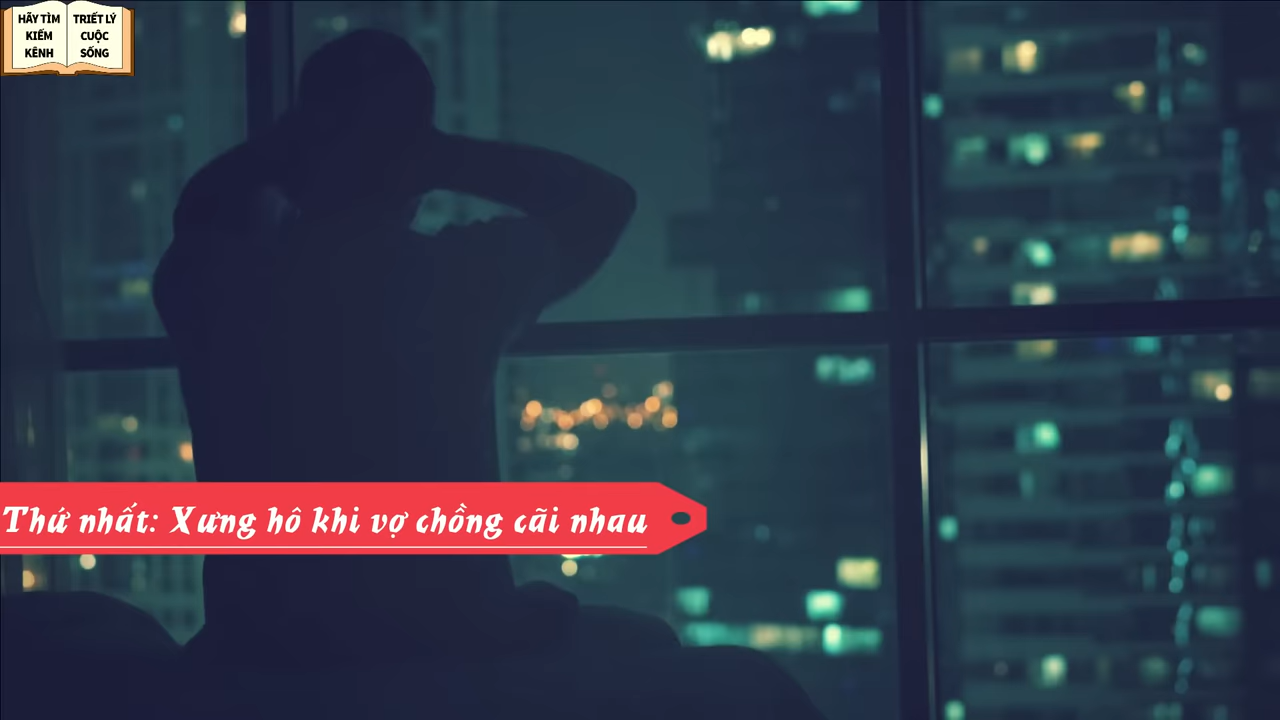 HÃY TÌM
KIẾM
KÊNH
TRIẾT LÝ
CUỘC
SỐNG
Thứ nhất: Xưng hô khi vợ chồng cãi nhau